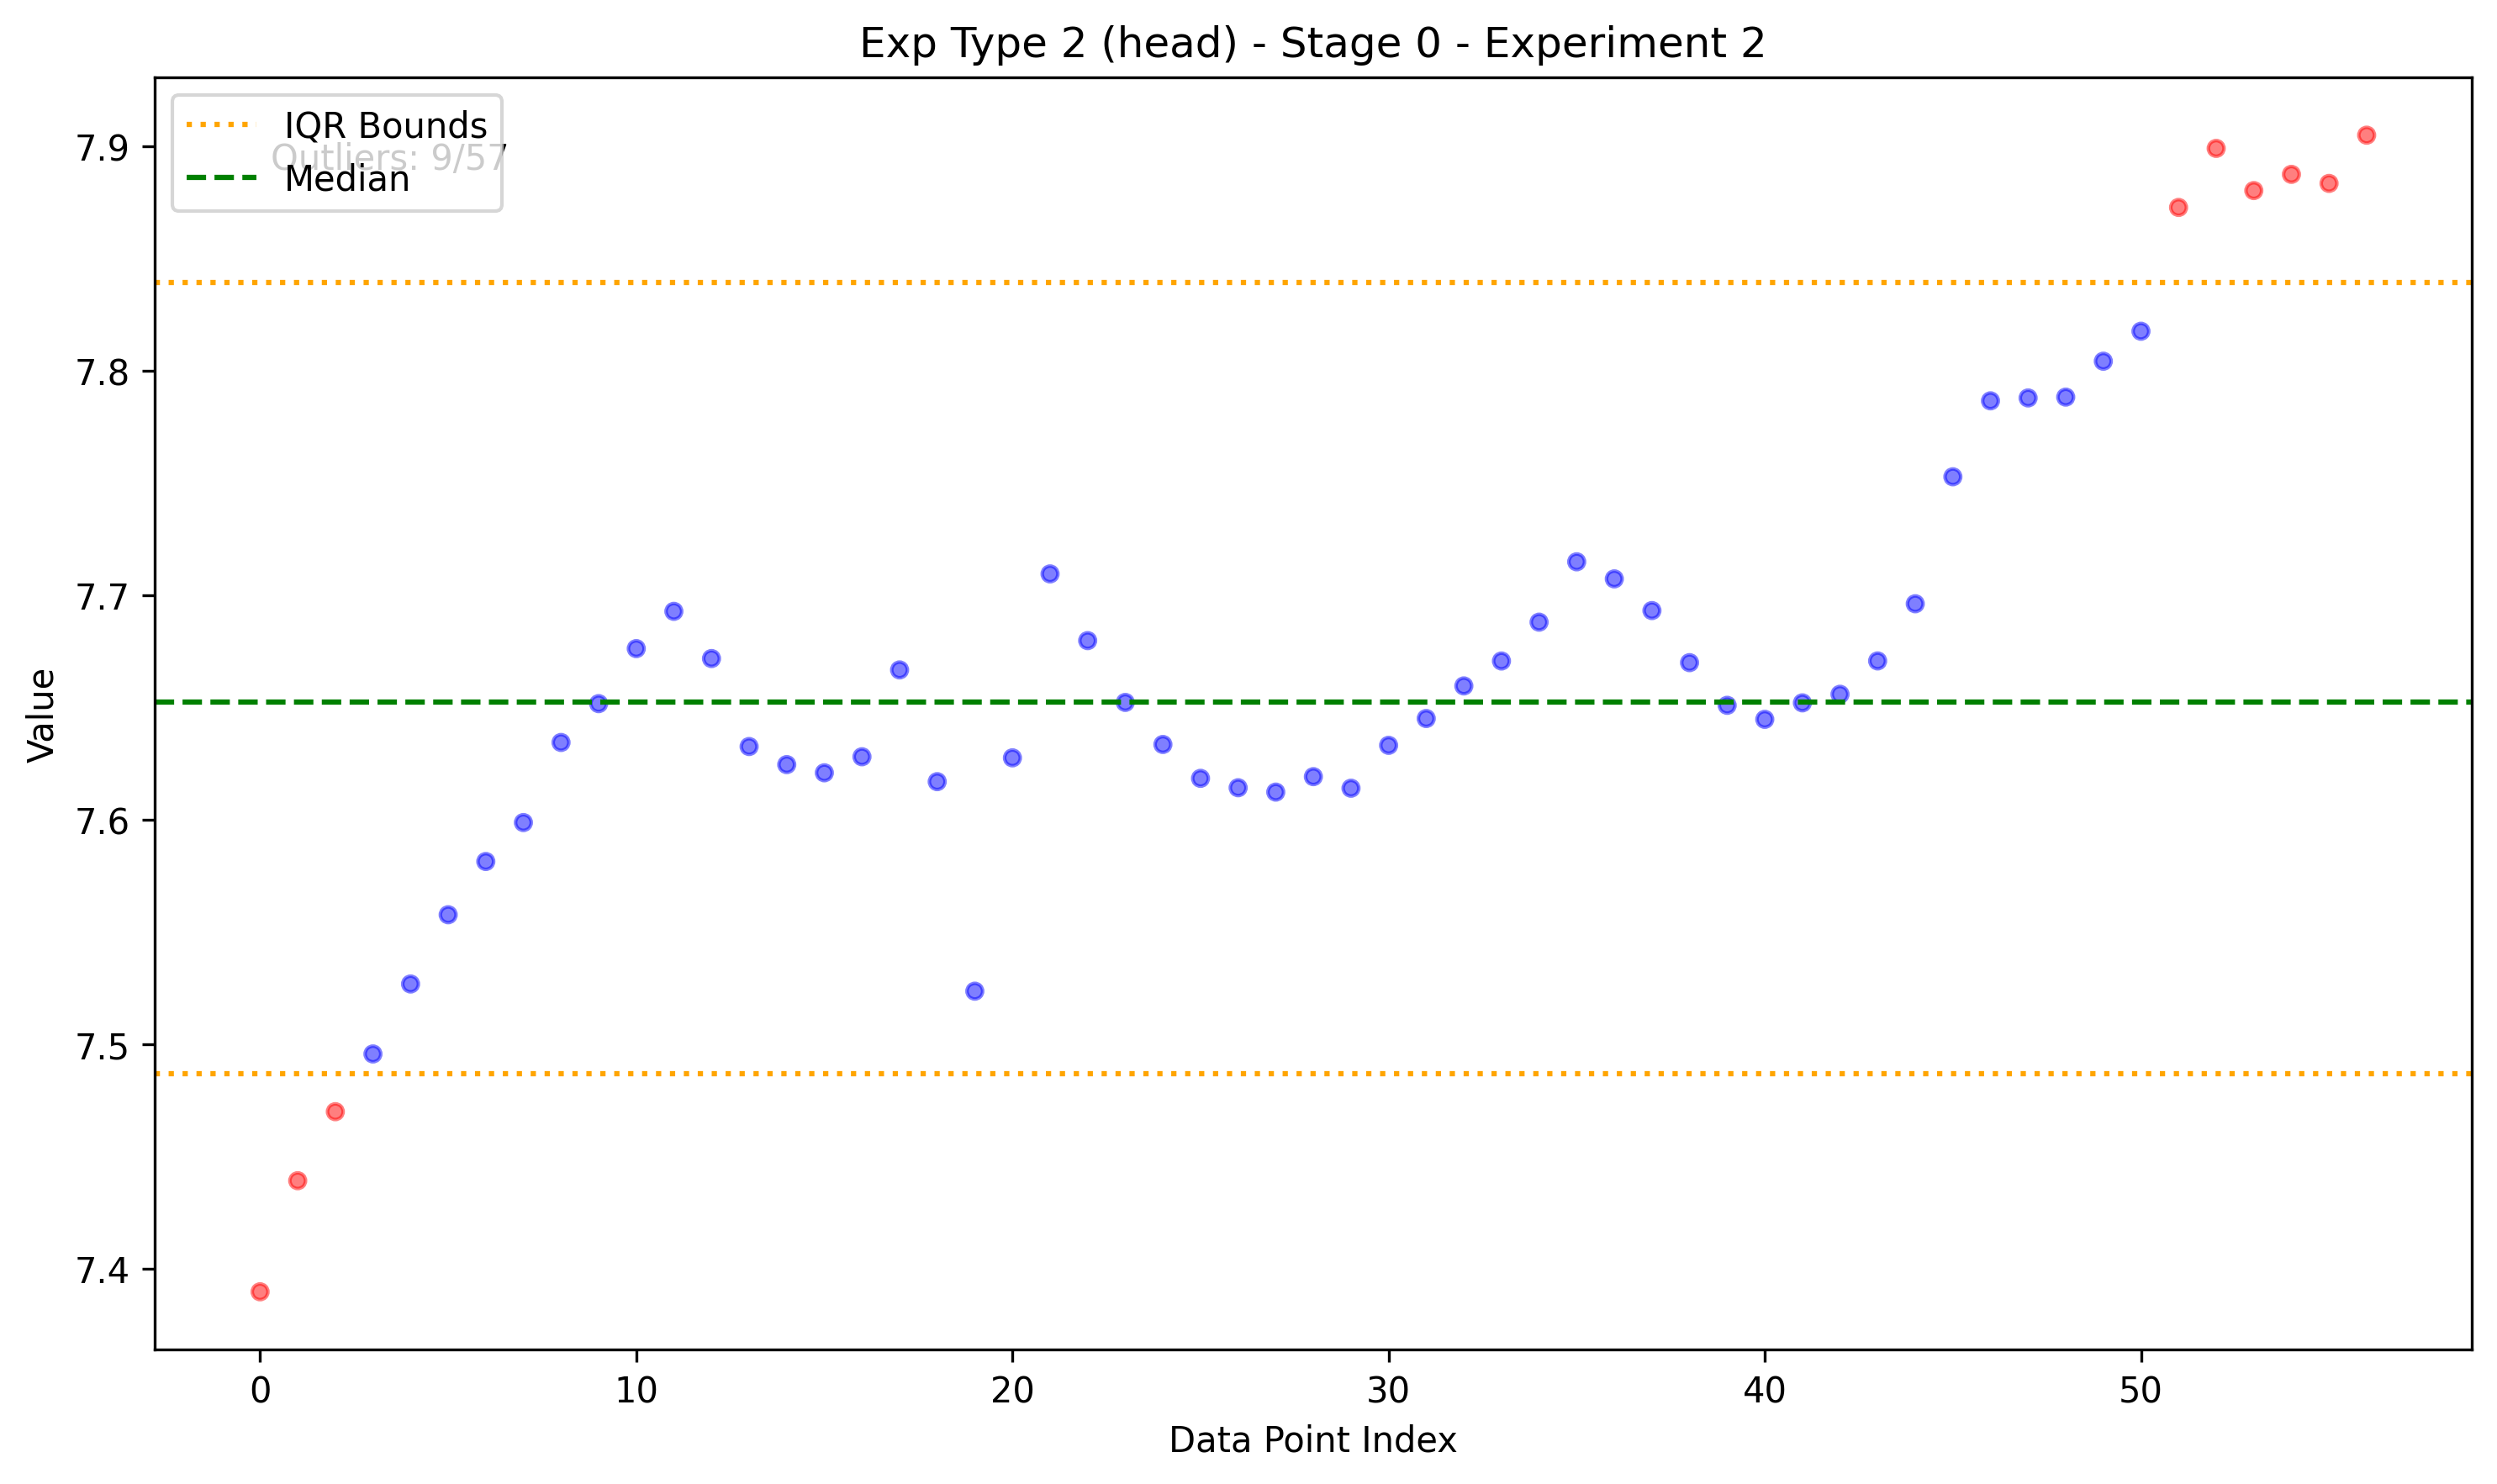 Exp Type 2 (head) - Stage 0 - Experiment 2
IQR Bounds
Outliers: 9/57
Median
7.9
7.8
7.7
7.6
7.5
7.4
Value
0 10 20 30 40 50
Data Point Index